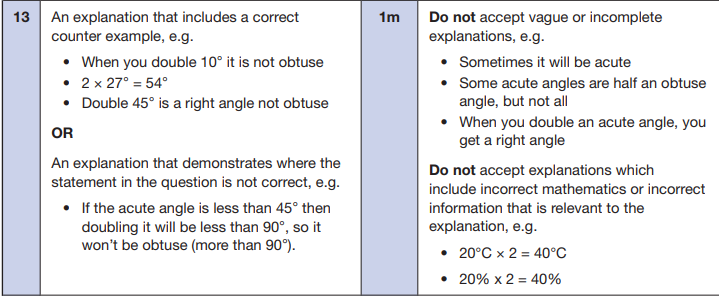 13
An explanation that includes a correct
counter example, e.g.
• When you double 10° it is not obtuse
• 2 × 27° = 54°
• Double 45° is a right angle not obtuse
OR
An explanation that demonstrates where the
statement in the question is not correct, e.g.
• If the acute angle is less than 45° then
doubling it will be less than 90°, so it
won’t be obtuse (more than 90°).
1m
Do not accept vague or incomplete
explanations, e.g.
• Sometimes it will be acute
• Some acute angles are half an obtuse
angle, but not all
• When you double an acute angle, you
get a right angle
Do not accept explanations which
include incorrect mathematics or incorrect
information that is relevant to the
explanation, e.g.
• 20°C × 2 = 40°C
• 20% x 2 = 40%